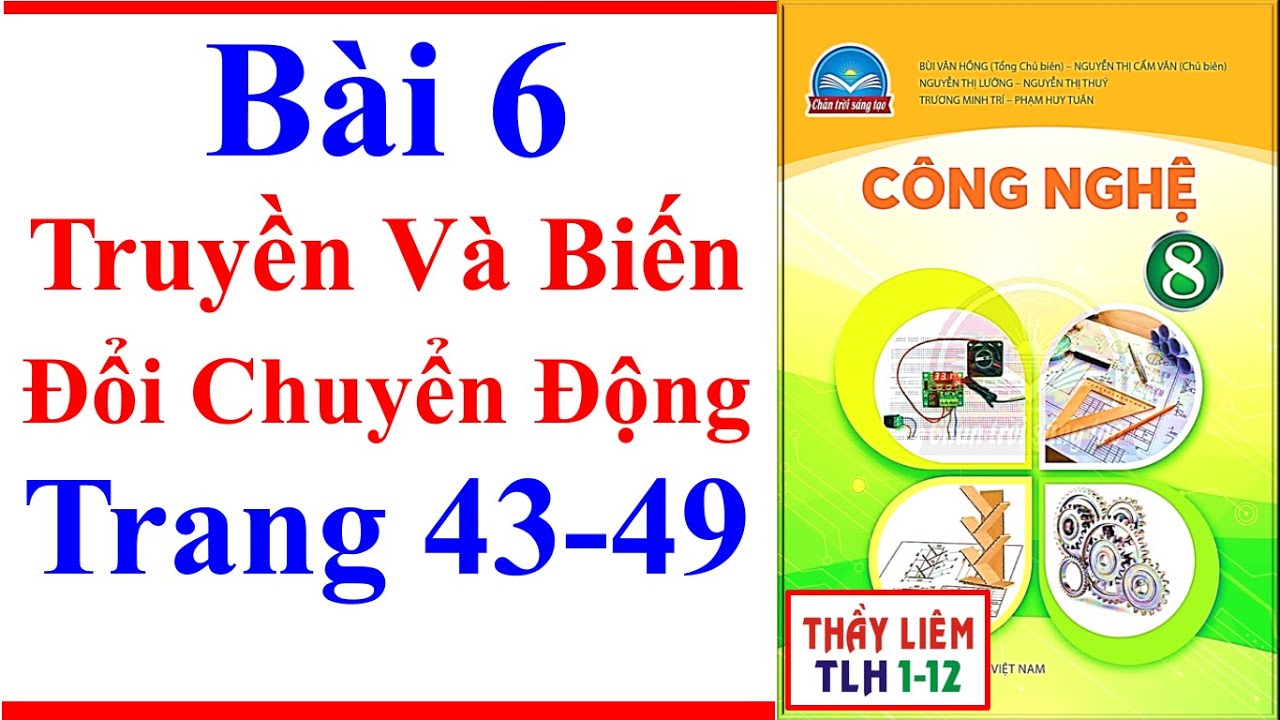 Bài 6
Truyền Và Biến
Đổi Chuyển Động
Trang 43-49
BÙI VĂN HỒNG (Tổng Chủ biên) – NGUYỄN THỊ CẨM VÂN (Chủ biên)
NGUYỄN THỊ LƯỠNG – NGUYỄN THỊ THUÝ
TRƯƠNG MINH TRÍ – PHẠM HUY TUÂN
Chân trời sáng tạo
CÔNG NGHỆ
8
THẦY LIÊM
TLH 1-12
VIỆT NAM